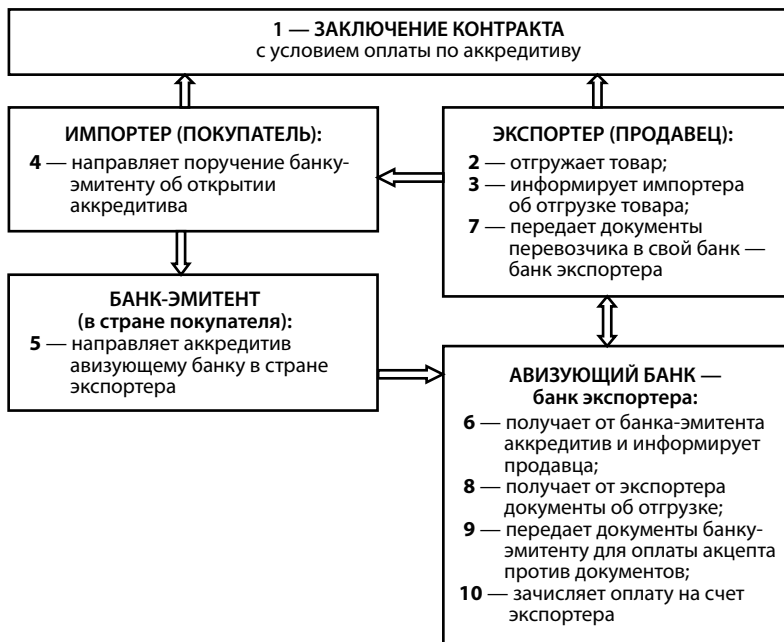 1 — ЗАКЛЮЧЕНИЕ КОНТРАКТА
с условием оплаты по аккредитиву
ИМПОРТЕР (ПОКУПАТЕЛЬ):
4 — направляет поручение банку-
эмитенту об открытии
аккредитива
ЭКСПОРТЕР (ПРОДАВЕЦ):
2 — отгружает товар;
3 — информирует импортера
об отгрузке товара;
7 — передает документы
перевозчика в свой банк —
банк экспортера
БАНК-ЭМИТЕНТ
(в стране покупателя):
5 — направляет аккредитив
авизующему банку в стране
экспортера
АВИЗУЮЩИЙ БАНК —
банк экспортера:
6 — получает от банка-эмитента
аккредитив и информирует
продавца;
8 — получает от экспортера
документы об отгрузке;
9 — передает документы банку-
эмитенту для оплаты акцепта
против документов;
10 — зачисляет оплату на счет
экспортера